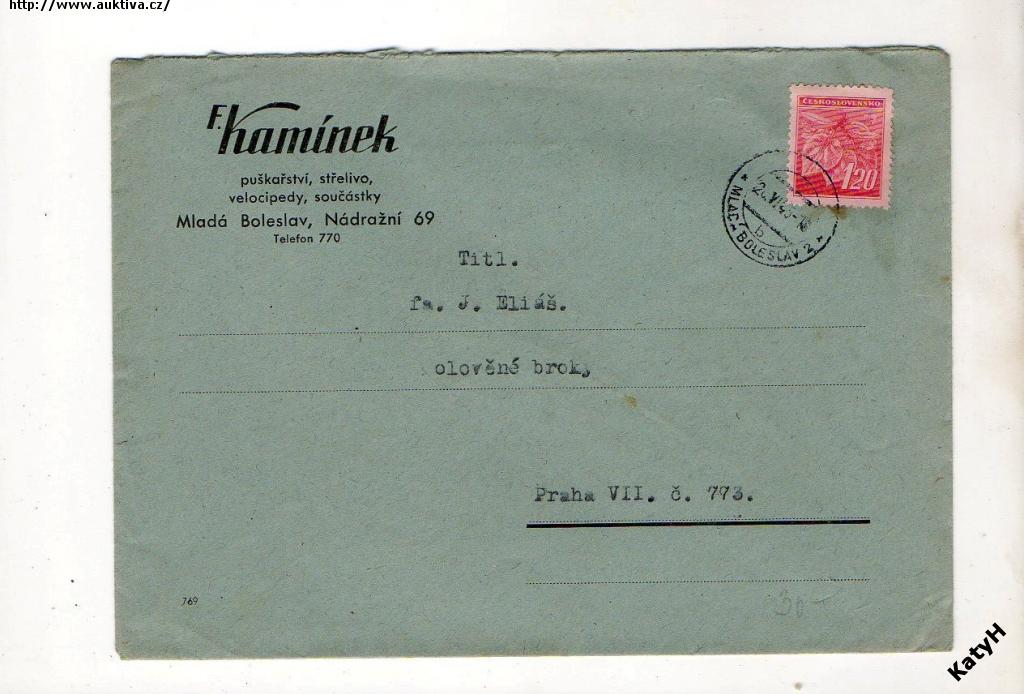 http://www.auktiva.cz/
F. Kamínek
puškařství, střelivo,
velocipedy, součástky
Mladá Boleslav, Nádražní 69
Telefon 770
ČESKOSLOVENSKO
1.20
BOLESLAV 2
b
Titl.
fa. J. Eliáš.
olověné broky
Praha VII. č. 773.
769
30
KatyH